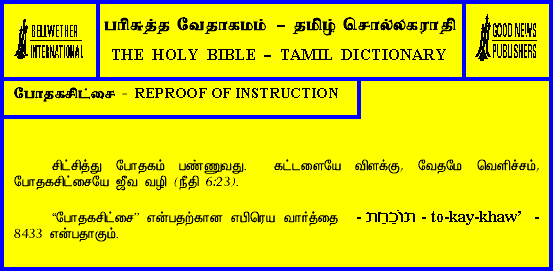 BELLWETHER
INTERNATIONAL
பரிசுத்த வேதாகமம் – தமிழ் சொல்லகராதி
THE HOLY BIBLE – TAMIL DICTIONARY
GOOD NEWS
PUBLISHERS
போதகசிட்சை - REPROOF OF INSTRUCTION
சிட்சித்து போதகம் பண்ணுவது. கட்டளையே விளக்கு, வேதமே வெளிச்சம்,
போதகசிட்சையே ஜீவ வழி (நீதி 6:23).
“போதகசிட்சை” என்பதற்கான எபிரெய வார்த்தை - תּוֹכַחַת - to-kay-khaw’ -
8433 என்பதாகும்.